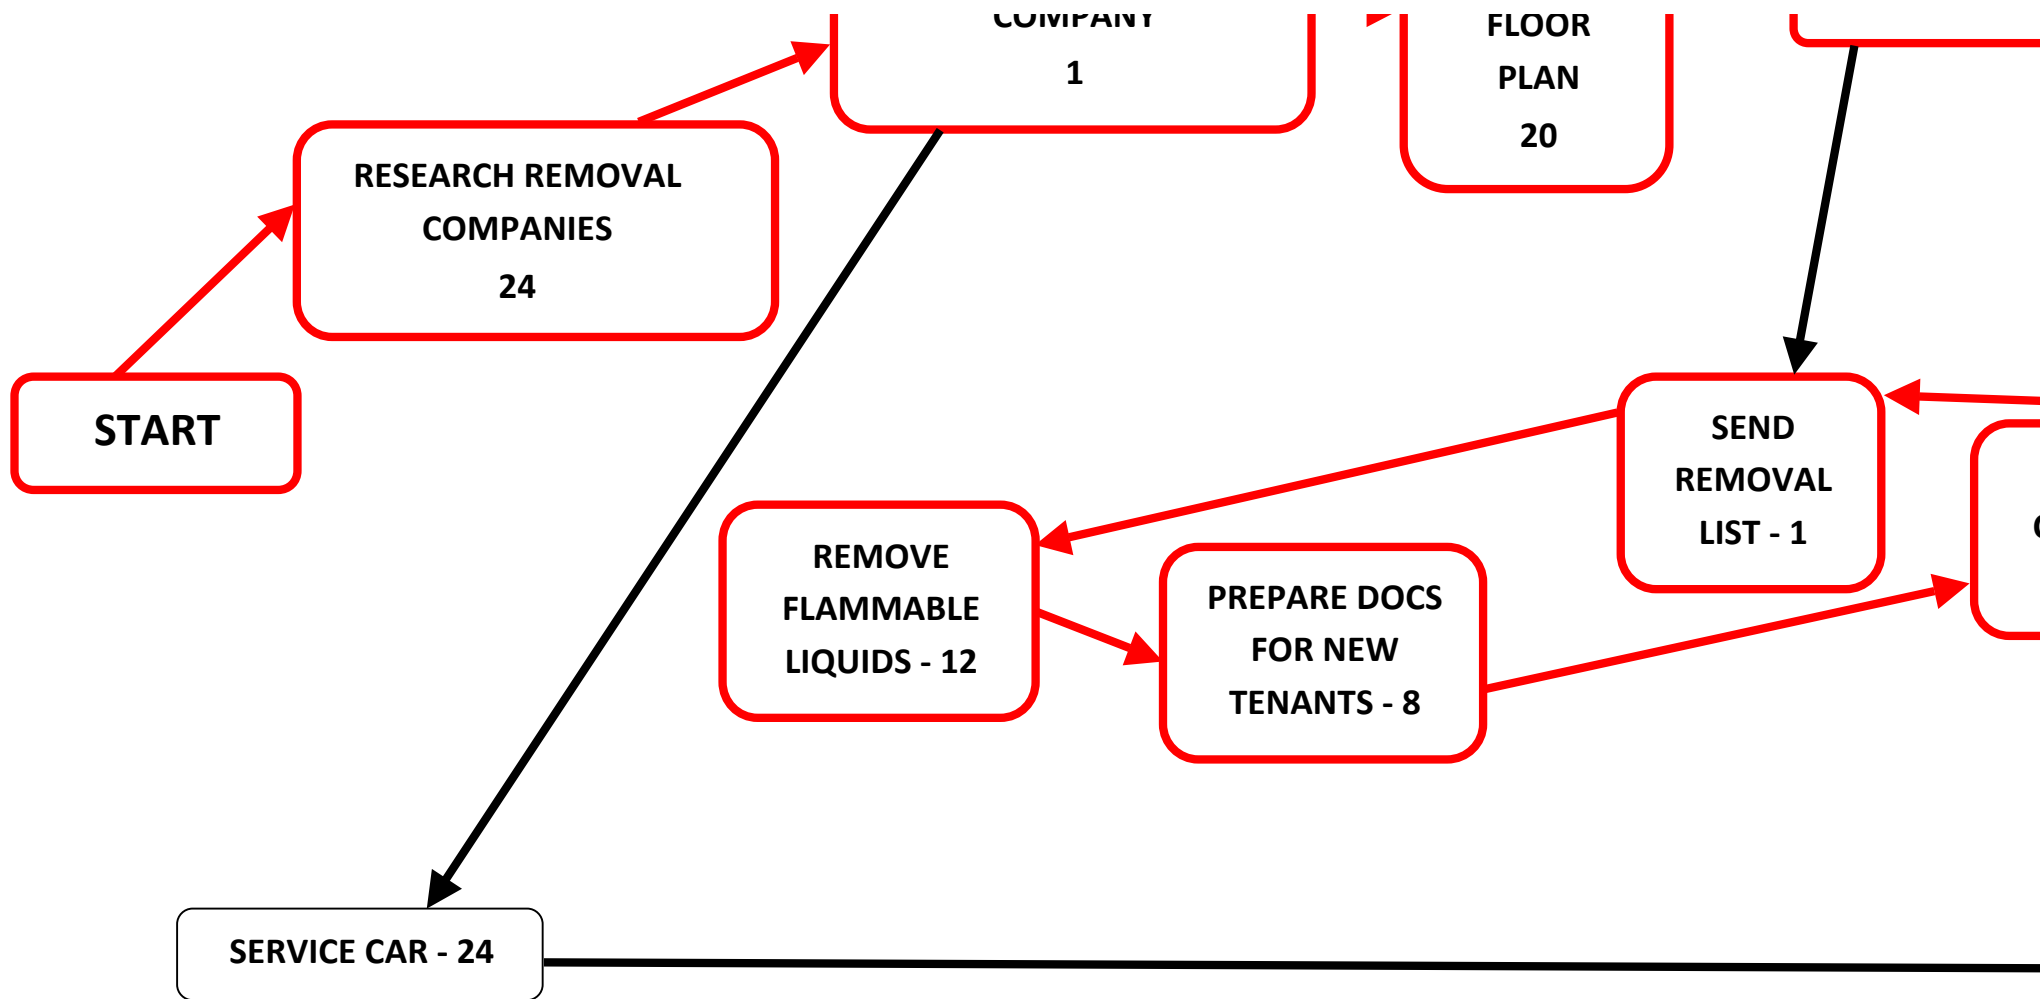 COMPANY
1
FLOOR
PLAN
20
RESEARCH REMOVAL
COMPANIES
24
START
SEND
REMOVAL
LIST - 1
REMOVE
FLAMMABLE
LIQUIDS - 12
PREPARE DOCS
FOR NEW
TENANTS - 8
SERVICE CAR - 24